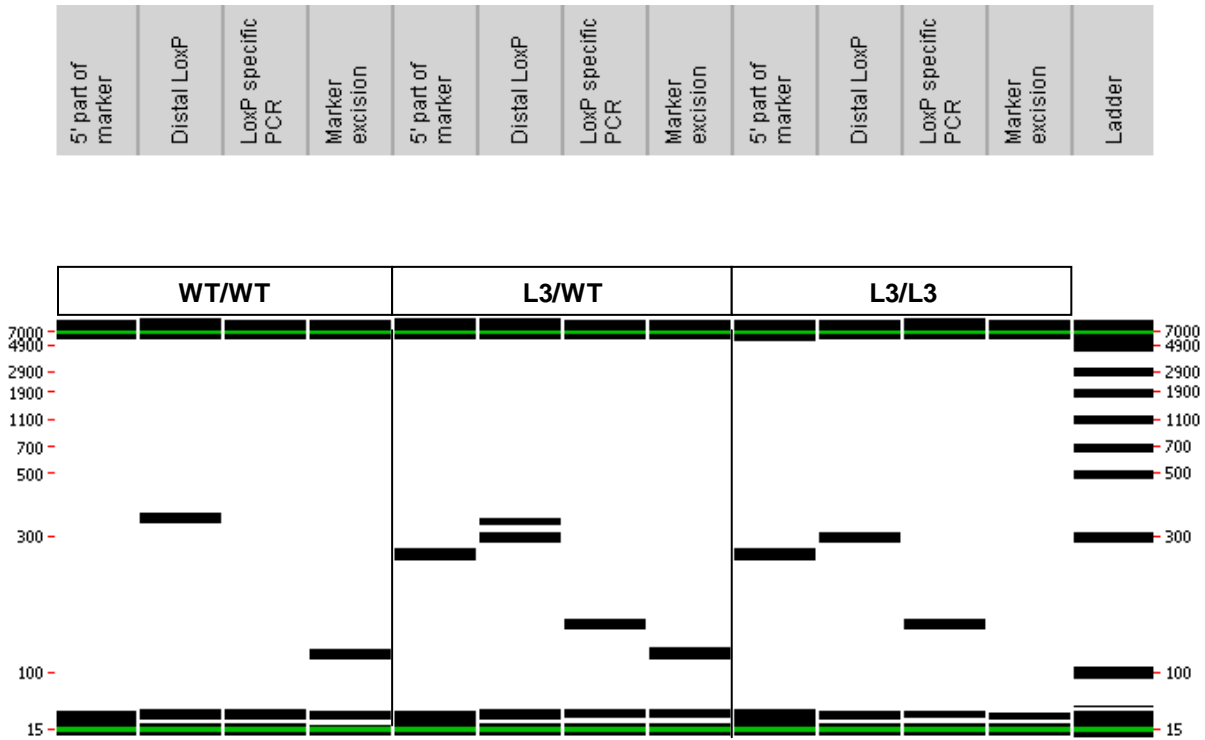 5' part of
marker
Distal LoxP
LoxP specific
PCR
Marker
excision
5' part of
marker
Distal LoxP
LoxP specific
PCR
Marker
excision
5' part of
marker
Distal LoxP
LoxP specific
PCR
Marker
excision
Ladder
WT/WT
L3/WT
L3/L3
7000
4900
2900
1900
1100
700
500
300
100
15
7000
4900
2900
1900
1100
700
500
300
100
15